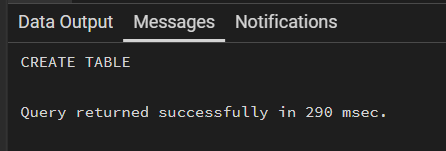 Data Output Messages Notifications
CREATE TABLE
Query returned successfully in 290 msec.